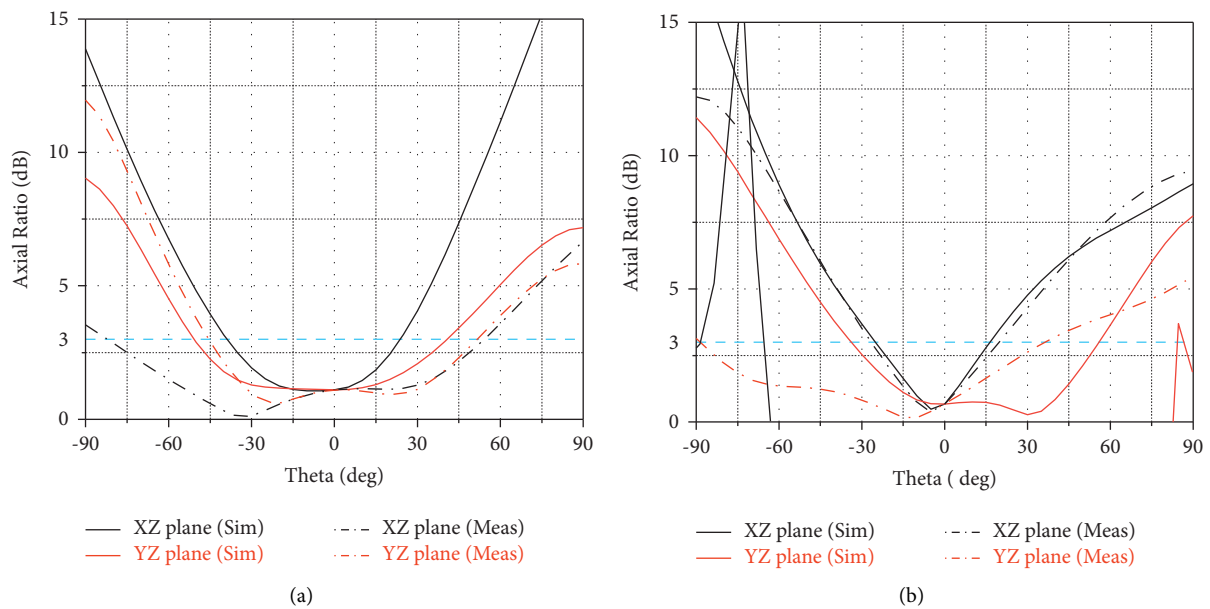 15
10
5
3
0
Axial Ratio (dB)
-90 -60 -30 0 30 60 90
Theta (deg)
XZ plane (Sim) XZ plane (Meas)
YZ plane (Sim) YZ plane (Meas)
(a)
15
10
5
3
0
Axial Ratio (dB)
-90 -60 -30 0 30 60 90
Theta ( deg)
XZ plane (Sim) XZ plane (Meas)
YZ plane (Sim) YZ plane (Meas)
(b)